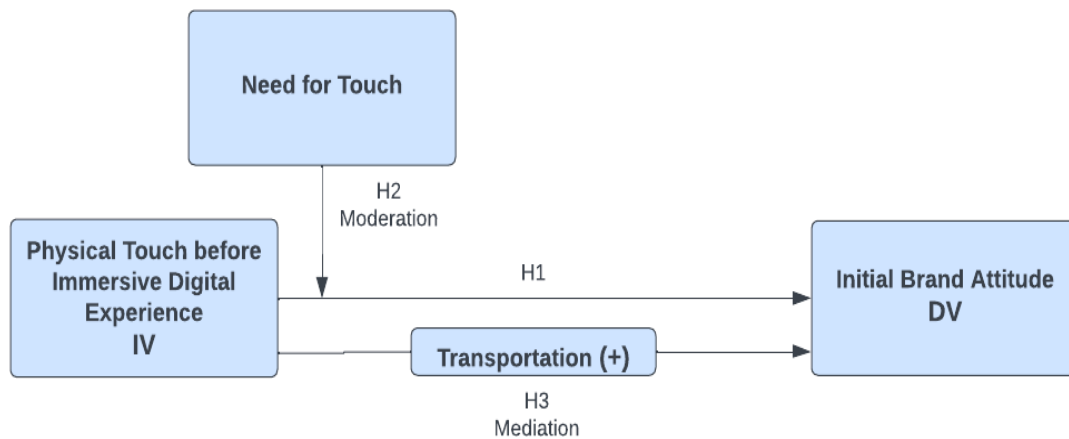 Need for Touch
H2
Moderation
Physical Touch before
Immersive Digital
Experience
IV
H1
Initial Brand Attitude
DV
Transportation (+)
H3
Mediation